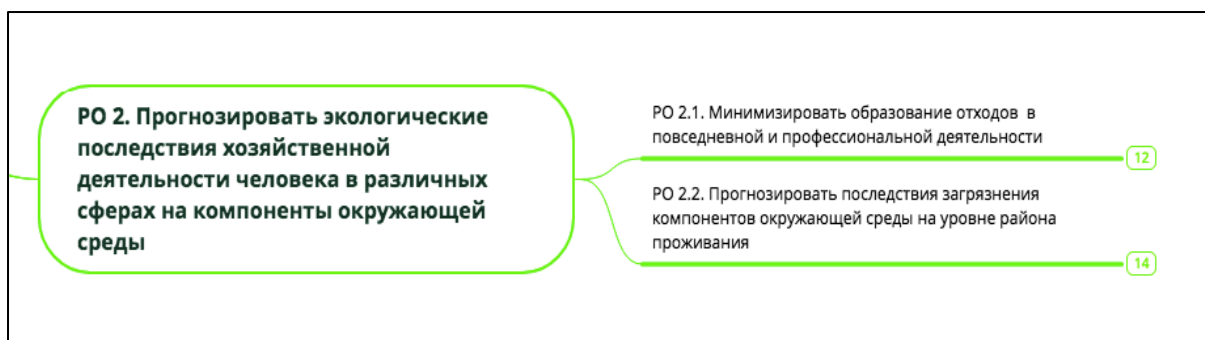 РО 2. Прогнозировать экологические
последствия хозяйственной
деятельности человека в различных
сферах на компоненты окружающей
среды
РО 2.1. Минимизировать образование отходов  в
повседневной и профессиональной деятельности
12
РО 2.2. Прогнозировать последствия загрязнения
компонентов окружающей среды на уровне района
проживания
14